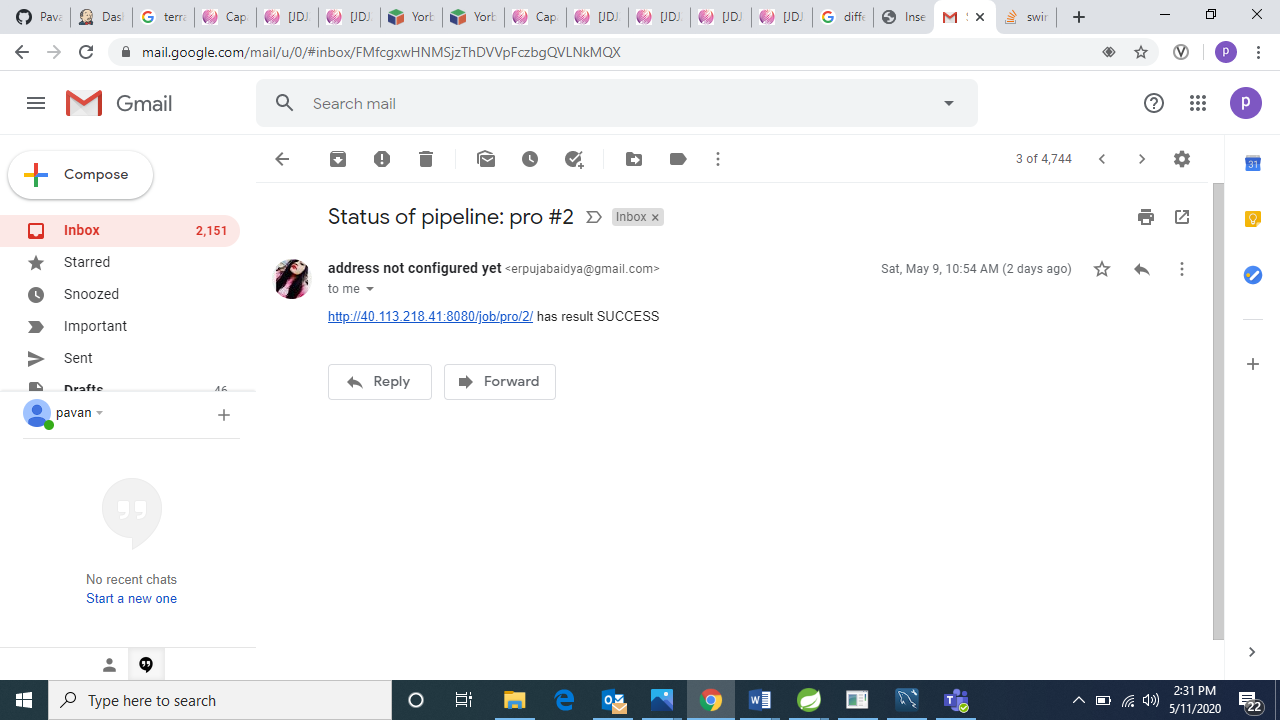 Pava
Dash
terra
Cap
[JDJ
[JDJ
Yorb
Yorb
Cap
[JDJ
[JDJ
[JDJ
[JDJ
diffe
Inse
S
swir
mail.google.com/mail/u/0/#inbox/FMfcgxwHNMSjzThDVVpFczbgQVLNkMQX
p
Gmail
Search mail
p
Compose
3 of 4,744
31
Inbox 2,151
Starred
Snoozed
Important
Sent
Drafts 46
Status of pipeline: pro #2 Inbox ×
address not configured yet <erpujabaidya@gmail.com> Sat, May 9, 10:54 AM (2 days ago)
to me
http://40.113.218.41:8080/job/pro/2/ has result SUCCESS
Reply Forward
pavan
No recent chats
Start a new one
Type here to search
2:31 PM
5/11/2020
22